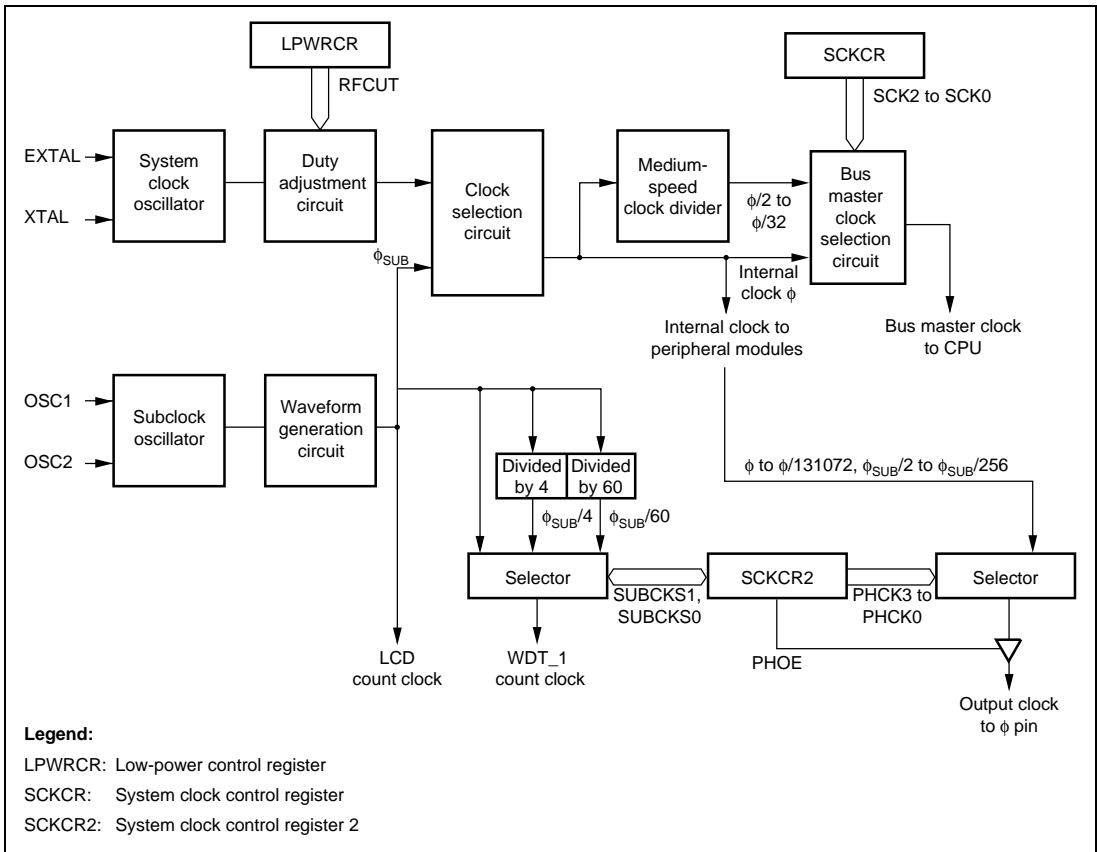 LPWRCR
RFCUT
SCKCR
SCK2 to SCK0
EXTAL
XTAL
System
clock
oscillator
Duty
adjustment
circuit
Clock
selection
circuit
Medium-
speed
clock divider
ϕ/2 to
ϕ/32
Bus
master
clock
selection
circuit
ϕSUB
Internal
clock ϕ
Internal clock to
peripheral modules
Bus master clock
to CPU
OSC1
OSC2
Subclock
oscillator
Waveform
generation
circuit
Divided
by 4
Divided
by 60
ϕSUB/4
ϕSUB/60
ϕ to ϕ/131072, ϕSUB/2 to ϕSUB/256
Selector
SUBCKS1,
SUBCKS0
SCKCR2
PHCK3 to
PHCK0
Selector
PHOE
LCD
count clock
WDT_1
count clock
Output clock
to ϕ pin
Legend:
LPWRCR: Low-power control register
SCKCR: System clock control register
SCKCR2: System clock control register 2